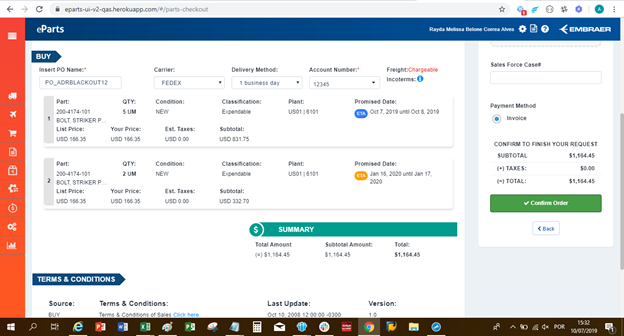 eparts-ui-v2-qas.herokuapp.com/#/parts-checkout
eParts
Rayda Melissa Belone Correa Alves
EMBRAER
BUY
Insert PO Name:*
Carrier:
Delivery Method:
Account Number:*
Freight:Chargeable
Incoterms:
PO_ADRBLACKOUT12
FEDEX
1 business day
12345
1
Part:
QTY:
Condition:
Classification:
Plant:
Promised Date:
200-4174-101
5 UM
NEW
Expendable
US01 | 6101
ETA
Oct 7, 2019 until Oct 8, 2019
BOLT, STRIKER P...
List Price:
Your Price:
Est. Taxes:
Subtotal:
USD 166.35
USD 166.35
USD 0.00
USD 831.75
2
Part:
QTY:
Condition:
Classification:
Plant:
Promised Date:
200-4174-101
2 UM
NEW
Expendable
US01 | 6101
ETA
Jan 16, 2020 until Jan 17, 2020
BOLT, STRIKER P...
List Price:
Your Price:
Est. Taxes:
Subtotal:
USD 166.35
USD 166.35
USD 0.00
USD 332.70
$ SUMMARY
Total Amount
Subtotal Amount:
Total:
(+) $1,164.45
$1,164.45
$1,164.45
TERMS & CONDITIONS
Source:
Terms & Conditions:
Last Update:
Version:
BUY
Terms & Conditions of Sales Click here.
Oct 10, 2008 12:00:00 -0300
1.0
Sales Force Case#
Payment Method
Invoice
CONFIRM TO FINISH YOUR REQUEST
SUBTOTAL
$1,164.45
(+) TAXES:
$0.00
(=) TOTAL:
$1,164.45
Confirm Order
Back
POR
15:32
10/07/2019